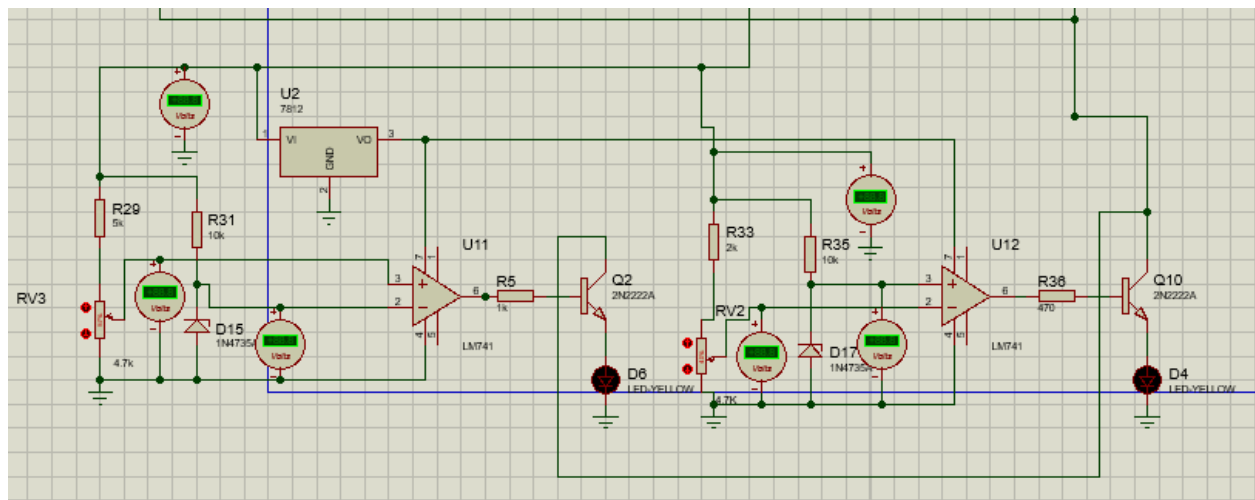 U2
7812
1
VI
VO
3
GND
2
Volts
R29
5k
R31
10k
RV3
4.7k
Volts
D15
1N4735A
Volts
U11
3
2
7
1
6
4
5
LM741
R5
1k
Q2
2N2222A
D6
LED-YELLOW
R33
2k
R35
10k
Volts
RV2
4.7K
Volts
D17
1N4735A
Volts
U12
3
2
7
1
6
4
5
LM741
R36
470
Q10
2N2222A
D4
LED-YELLOW